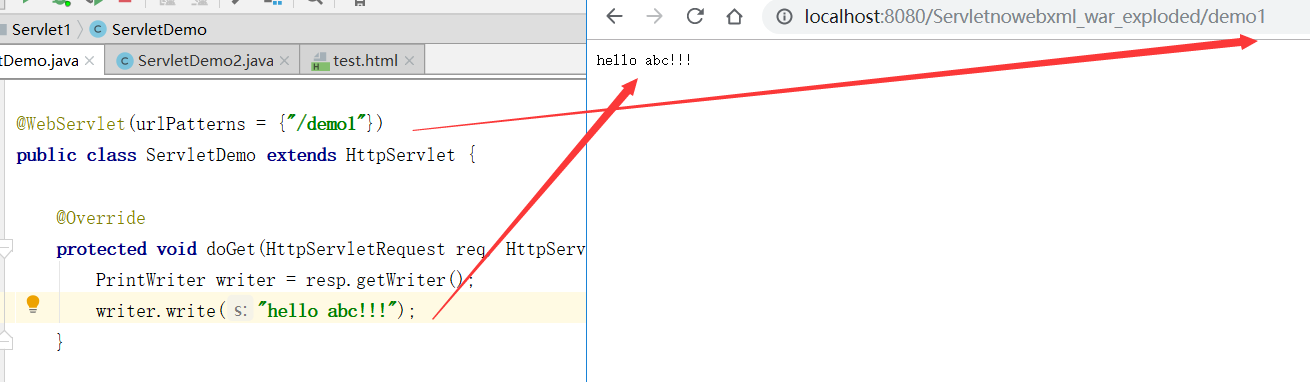 Servlet1 ServletDemo
tDemo.java ServletDemo2.java test.html
@WebServlet(urlPatterns = {"/demo1"})
public class ServletDemo extends HttpServlet {
@Override
protected void doGet(HttpServletRequest req, HttpServ
PrintWriter writer = resp.getWriter();
writer.write( s: "hello abc!!!");
}
localhost:8080/Servletnowebxml_war_exploded/demo1
hello abc!!!